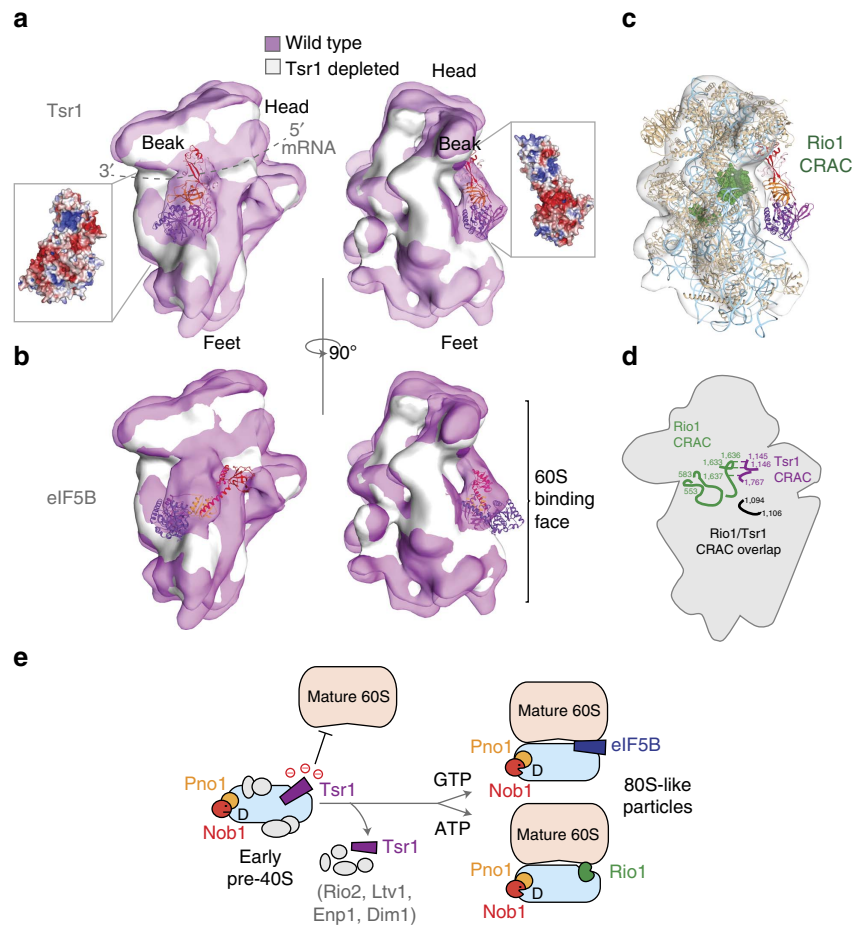 a
Wild type
Tsr1 depleted
Tsr1
Head
Beak
5′
mRNA
3′
Head
Beak
Feet
Feet
90°
b
eIF5B
60S
binding
face
c
Rio1
CRAC
d
Rio1
CRAC
1,636
1,633
1,637
583
553
1,145
1,146
1,767
Tsr1
CRAC
1,094
1,106
Rio1/Tsr1
CRAC overlap
e
Mature 60S
Pno1
Tsr1
D
Nob1
Early
pre-40S
Tsr1
(Rio2, Ltv1,
Enp1, Dim1)
GTP
ATP
Mature 60S
Pno1
eIF5B
D
Nob1
80S-like
particles
Mature 60S
Pno1
Rio1
D
Nob1